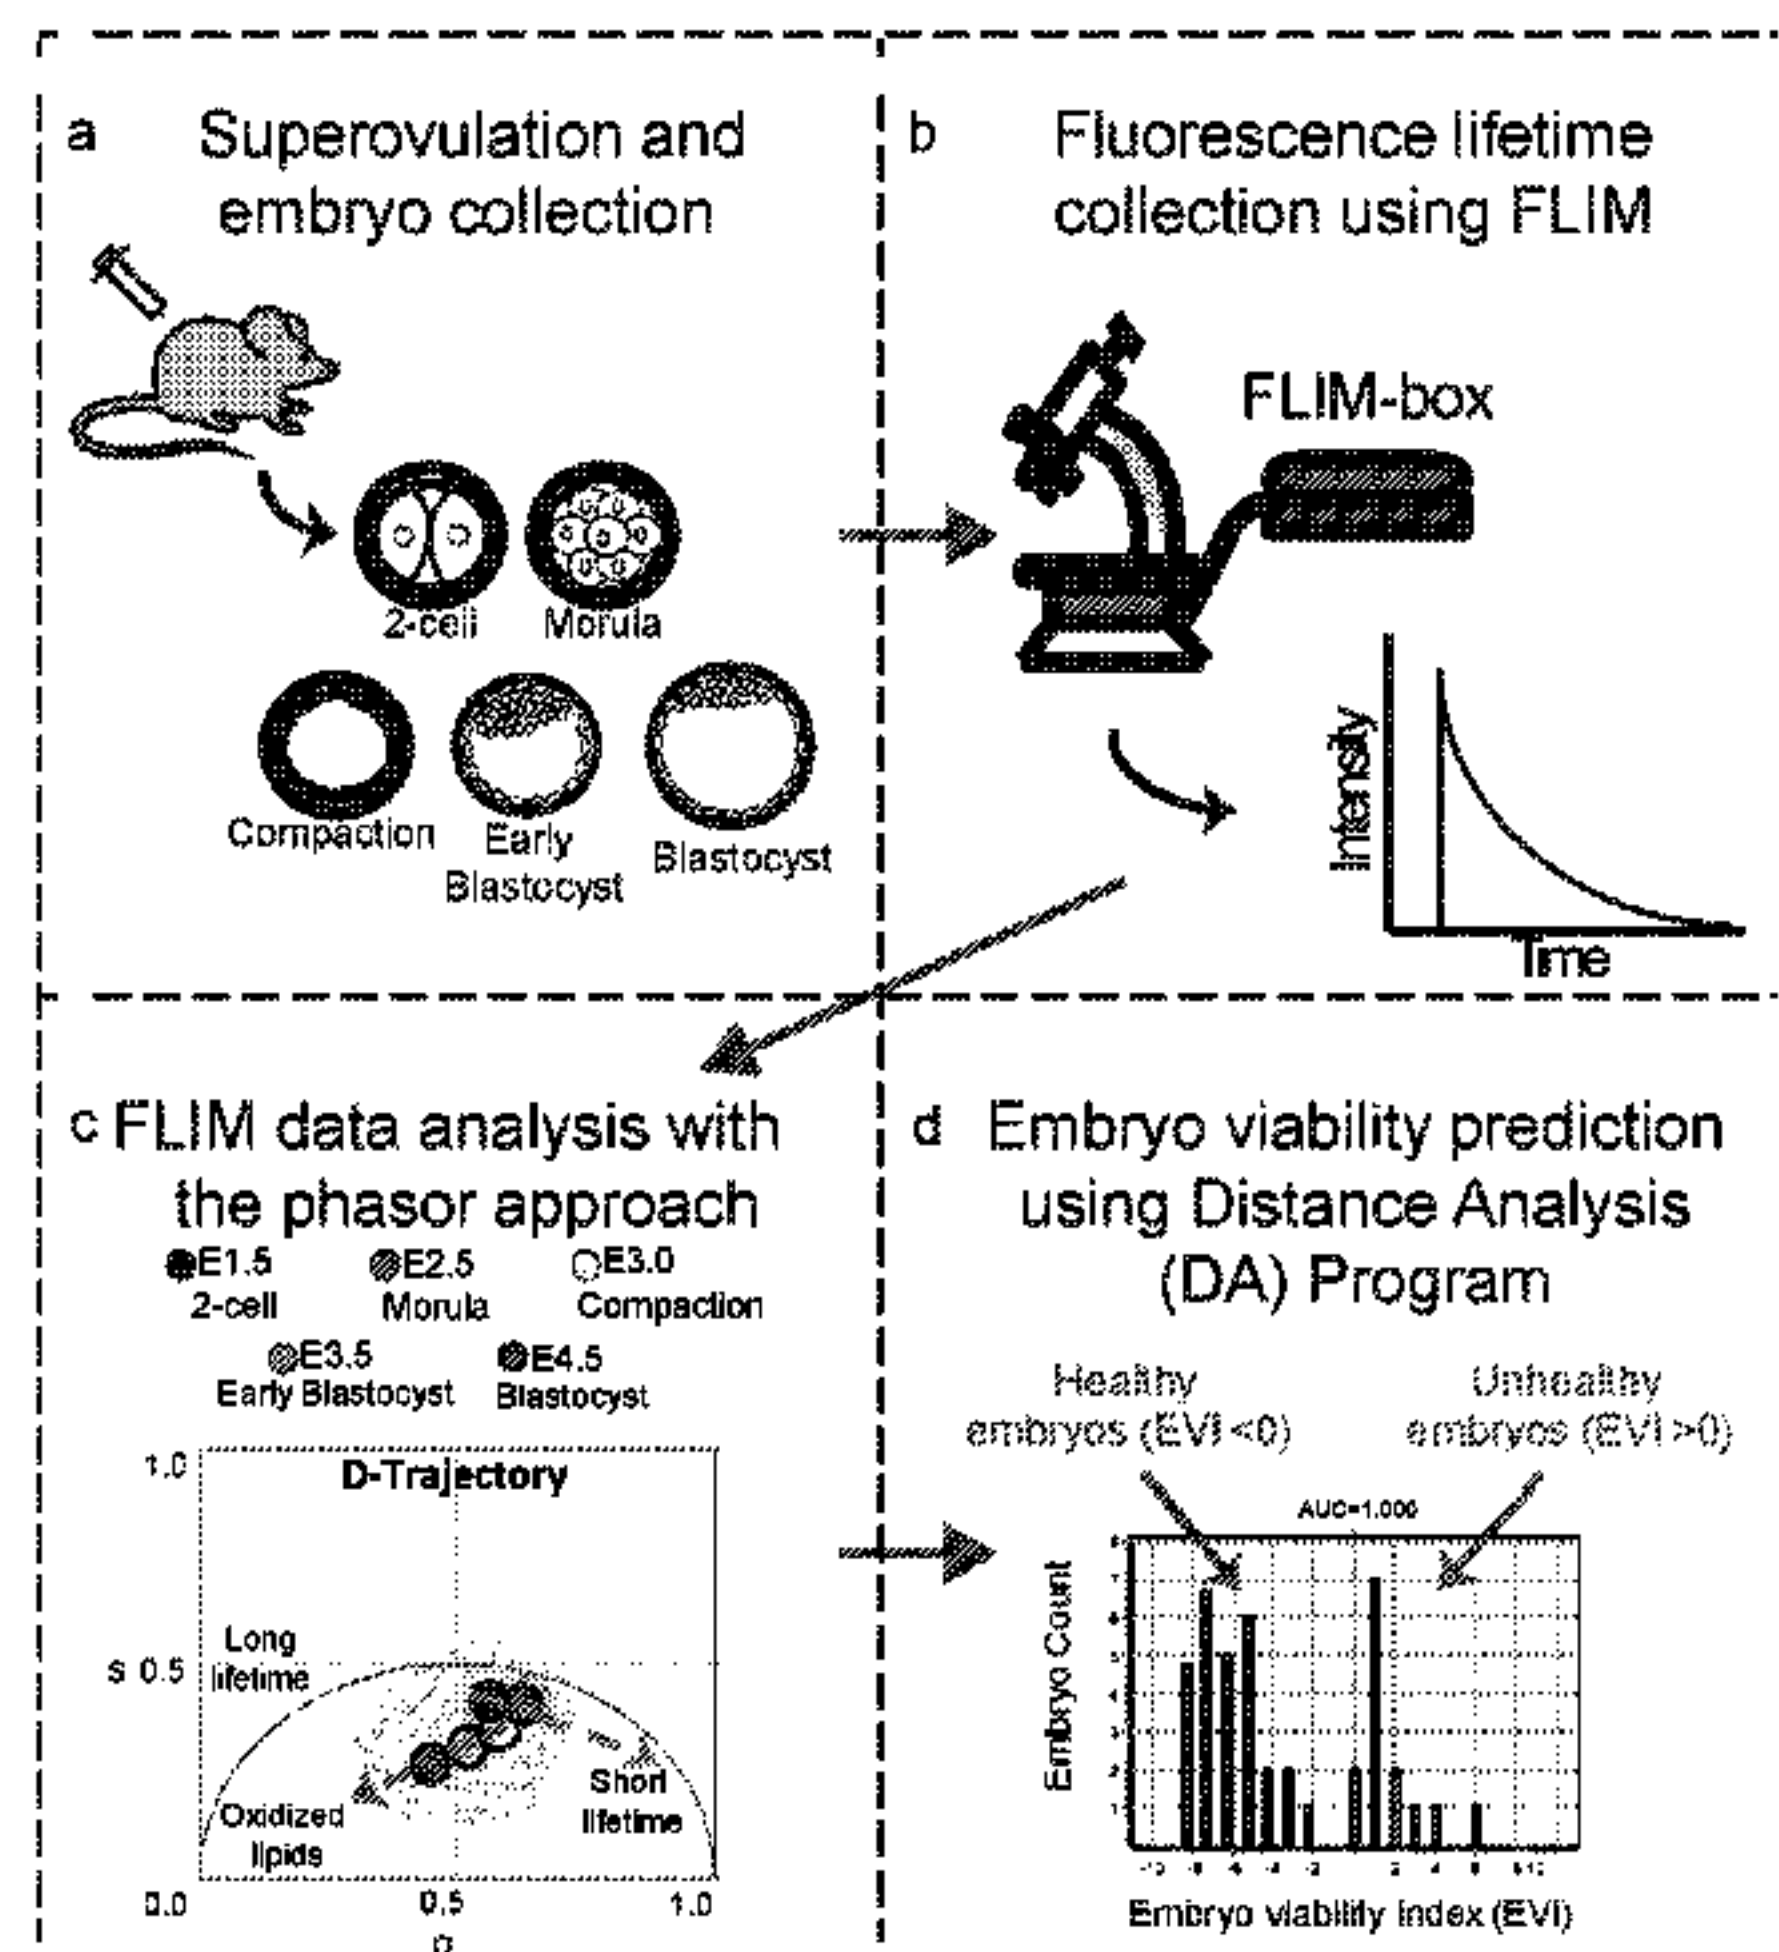 a Superovulation and
embryo collection
2-cell
Morula
Compaction
Early
Blastocyst
Blastocyst
b Fluorescence lifetime
collection using FLIM
FLIM-box
Intensity
Time
c FLIM data analysis with
the phasor approach
E1.5
2-cell
E2.5
Morula
E3.0
Compaction
E3.5
Early Blastocyst
E4.5
Blastocyst
D-Trajectory
1.0
s 0.5
Long
lifetime
Short
lifetime
Oxidized
lipids
0.0 0.5 1.0
d Embryo viability prediction
using Distance Analysis
(DA) Program
Healthy
embryos (EVI <0)
Unhealthy
embryos (EVI >0)
AUC=1.000
Embryo Count
Embryo viability index (EVI)